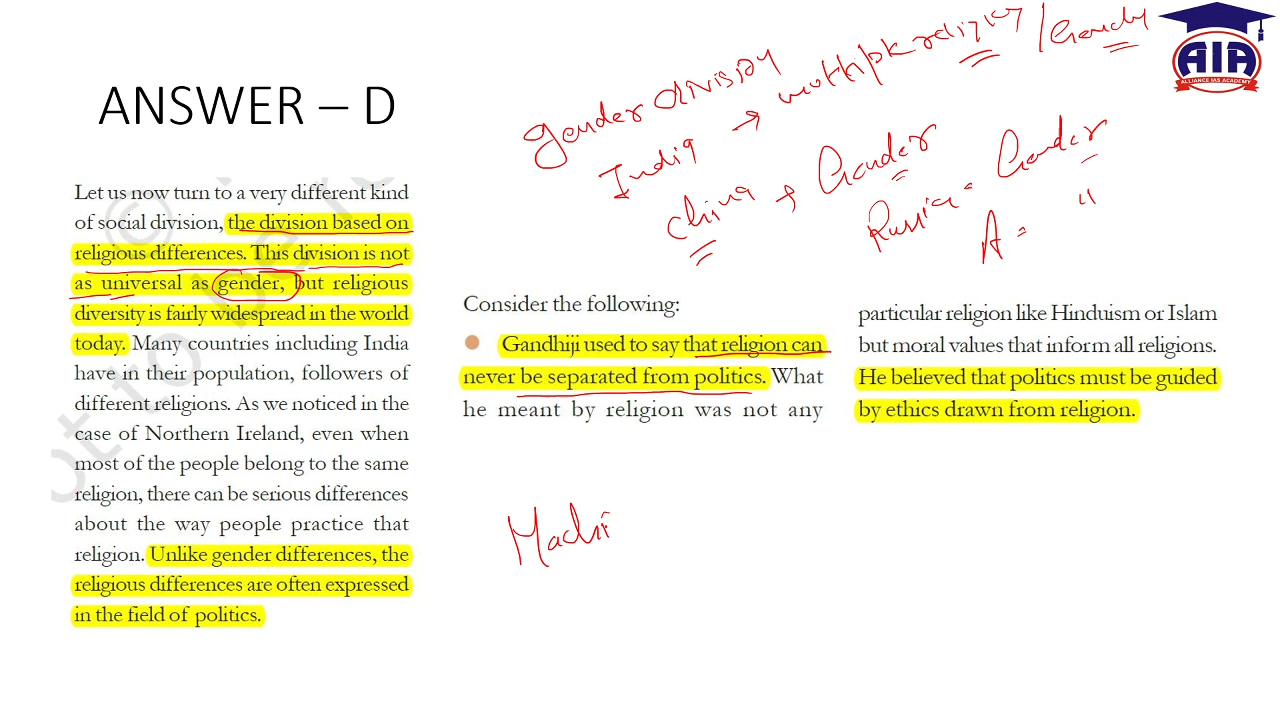 AIA
ALLIANCE IAS ACADEMY
gender division
India → multiple religion / Gender
China → Gender
Russia = Gender
A = "
ANSWER – D
Let us now turn to a very different kind
of social division, the division based on
religious differences. This division is not
as universal as gender, but religious
diversity is fairly widespread in the world
today. Many countries including India
have in their population, followers of
different religions. As we noticed in the
case of Northern Ireland, even when
most of the people belong to the same
religion, there can be serious differences
about the way people practice that
religion. Unlike gender differences, the
religious differences are often expressed
in the field of politics.
Consider the following:
Gandhiji used to say that religion can
never be separated from politics. What
he meant by religion was not any
particular religion like Hinduism or Islam
but moral values that inform all religions.
He believed that politics must be guided
by ethics drawn from religion.